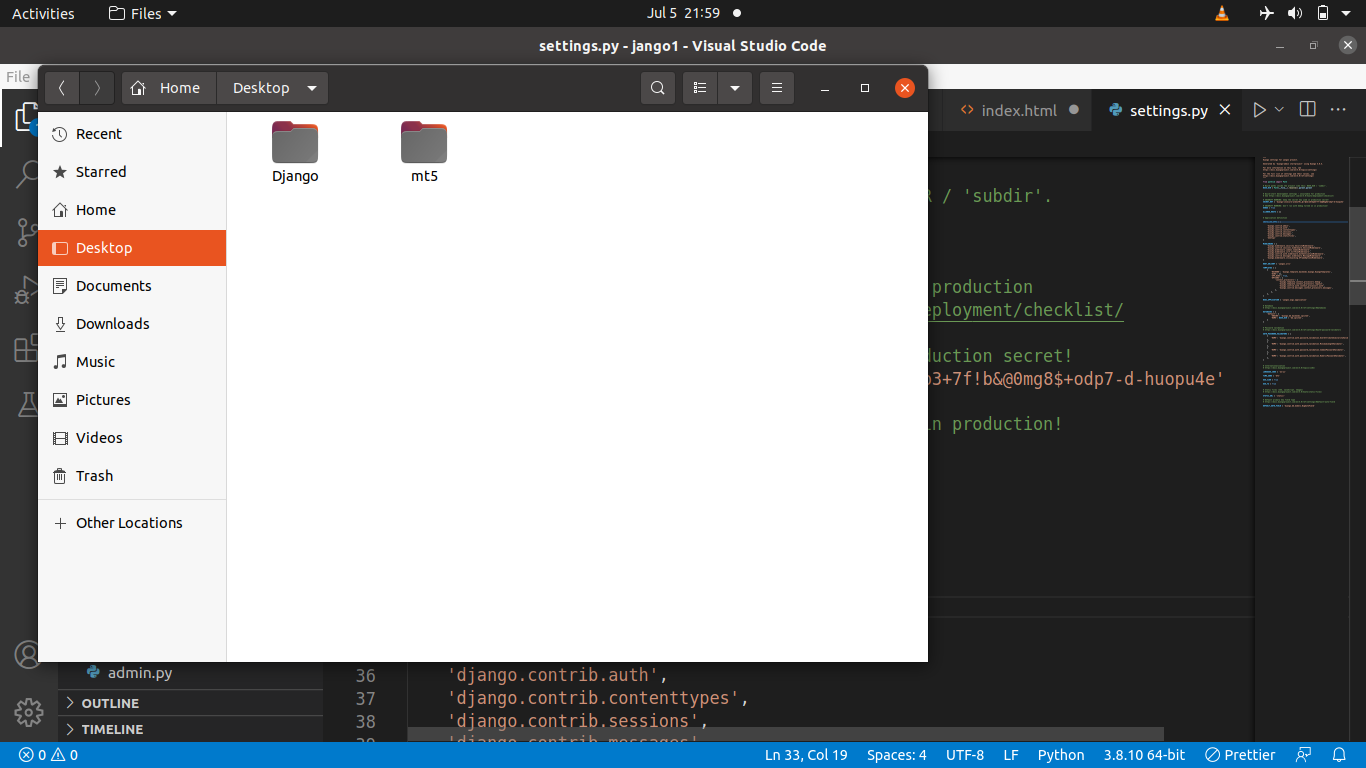 Activities Files Jul 5 21:59
settings.py - jango1 - Visual Studio Code
File
Home Desktop
index.html settings.py
Recent
Starred
Home
Desktop
Documents
Downloads
Music
Pictures
Videos
Trash
Other Locations
Django mt5
/ 'subdir'.
production
eployment/checklist/
duction secret!
3+7f!b&@0mg8$+odp7-d-huopu4e'
in production!
admin.py
OUTLINE
TIMELINE
36 'django.contrib.auth',
37 'django.contrib.contenttypes',
38 'django.contrib.sessions',
39 'django.contrib.messages'
0 0 Ln 33, Col 19 Spaces: 4 UTF-8 LF Python 3.8.10 64-bit Prettier